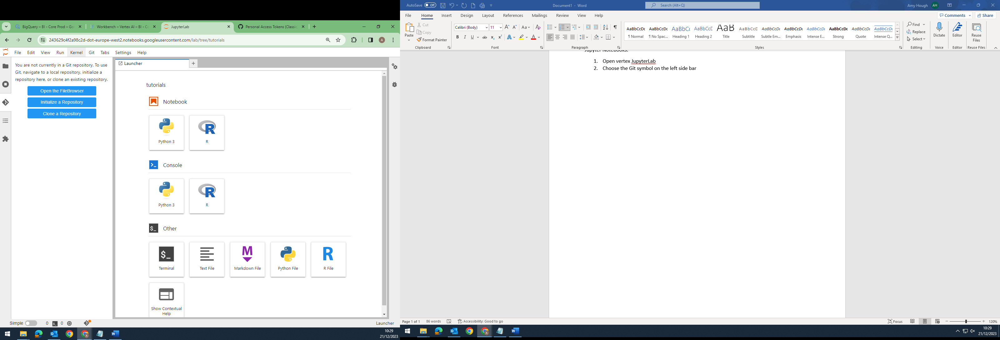 BigQuery – BI - Core Prod – Go
Workbench – Vertex AI – BI - Co
JupyterLab
Personal Access Tokens (Classic
243629c4f2a98c2d-dot-europe-west2.notebooks.googleusercontent.com/lab/tree/tutorials
A
File Edit View Run Kernel Git Tabs Settings Help
You are not currently in a Git repository. To use
Git, navigate to a local repository, initialize a
repository here, or clone an existing repository.
Open the FileBrowser
Initialize a Repository
Clone a Repository
Launcher
tutorials
Notebook
Python 3
R
Console
Python 3
R
Other
Terminal
Text File
Markdown File
Python File
R File
Show Contextual
Help
Simple 0 $_ 0
Launcher
10:29
21/12/2023
AutoSave Off
Document1 - Word
Search (Alt+Q)
Amy Hough AH
File Home Insert Design Layout References Mailings Review View Help
Comments Share
Paste
Cut
Copy
Format Painter
Clipboard
Calibri (Body) 11
Font
Paragraph
AaBbCcDc AaBbCcDc AaBbCc AaBbCcE AaB AaBbCcD AaBbCcDt AaBbCcDt AaBbCcDt AaBbCcDc AaBbCcDt AaBbCcDt
¶ Normal ¶ No Spac... Heading 1 Heading 2 Title Subtitle Subtle Em... Emphasis Intense E... Strong Quote Intense Q...
Styles
Find
Replace
Select
Editing
Dictate
Voice
Editor
Editor
Reuse
Files
Reuse Files
Jupyter Notebooks:
1. Open vertex JupyterLab
2. Choose the Git symbol on the left side bar
Page 1 of 1 86 words Accessibility: Good to go
Focus
120%
10:29
21/12/2023